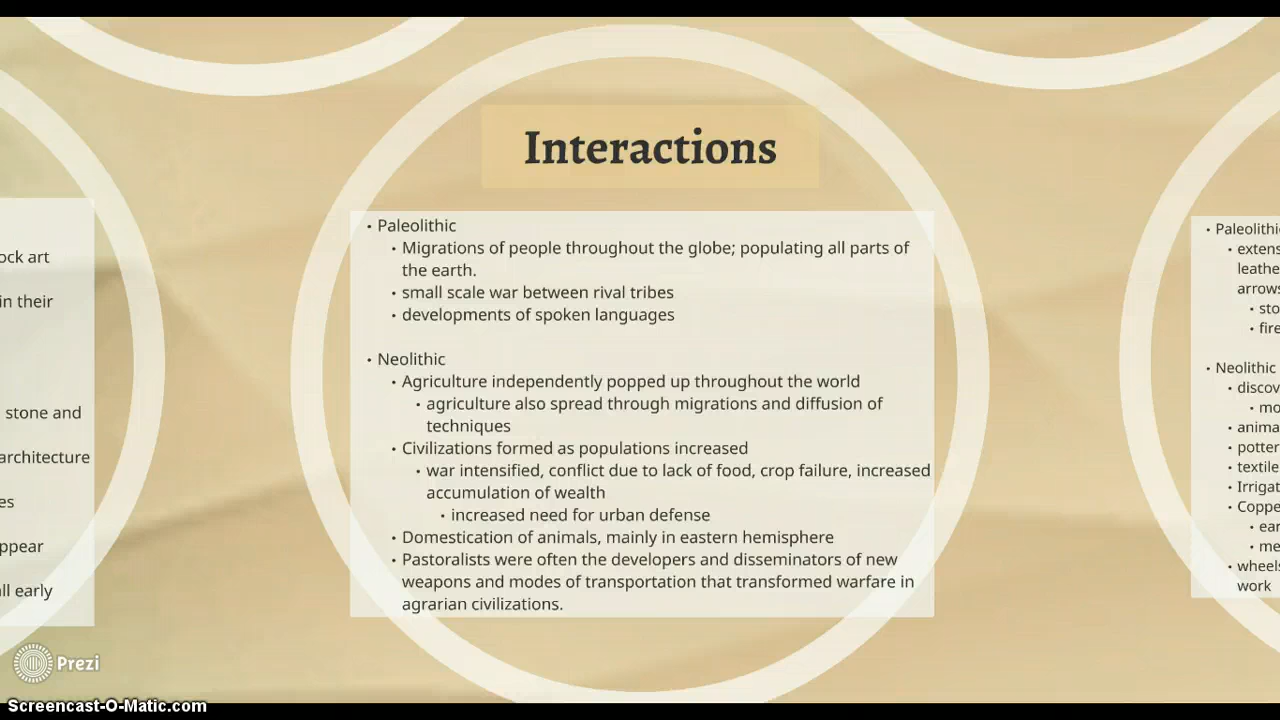 Interactions
• Paleolithic
• Migrations of people throughout the globe; populating all parts of
the earth.
• small scale war between rival tribes
• developments of spoken languages
• Neolithic
• Agriculture independently popped up throughout the world
• agriculture also spread through migrations and diffusion of
techniques
• Civilizations formed as populations increased
• war intensified, conflict due to lack of food, crop failure, increased
accumulation of wealth
• increased need for urban defense
• Domestication of animals, mainly in eastern hemisphere
• Pastoralists were often the developers and disseminators of new
weapons and modes of transportation that transformed warfare in
agrarian civilizations.
ock art
in their
stone and
architecture
es
ppear
ll early
• Paleolithi
• extens
leathe
arrows
• sto
• fire
• Neolithic
• discov
• mo
• anima
• potter
• textile
• Irrigat
• Coppe
• ear
• me
• wheels
work
Prezi
Screencast-O-Matic.com